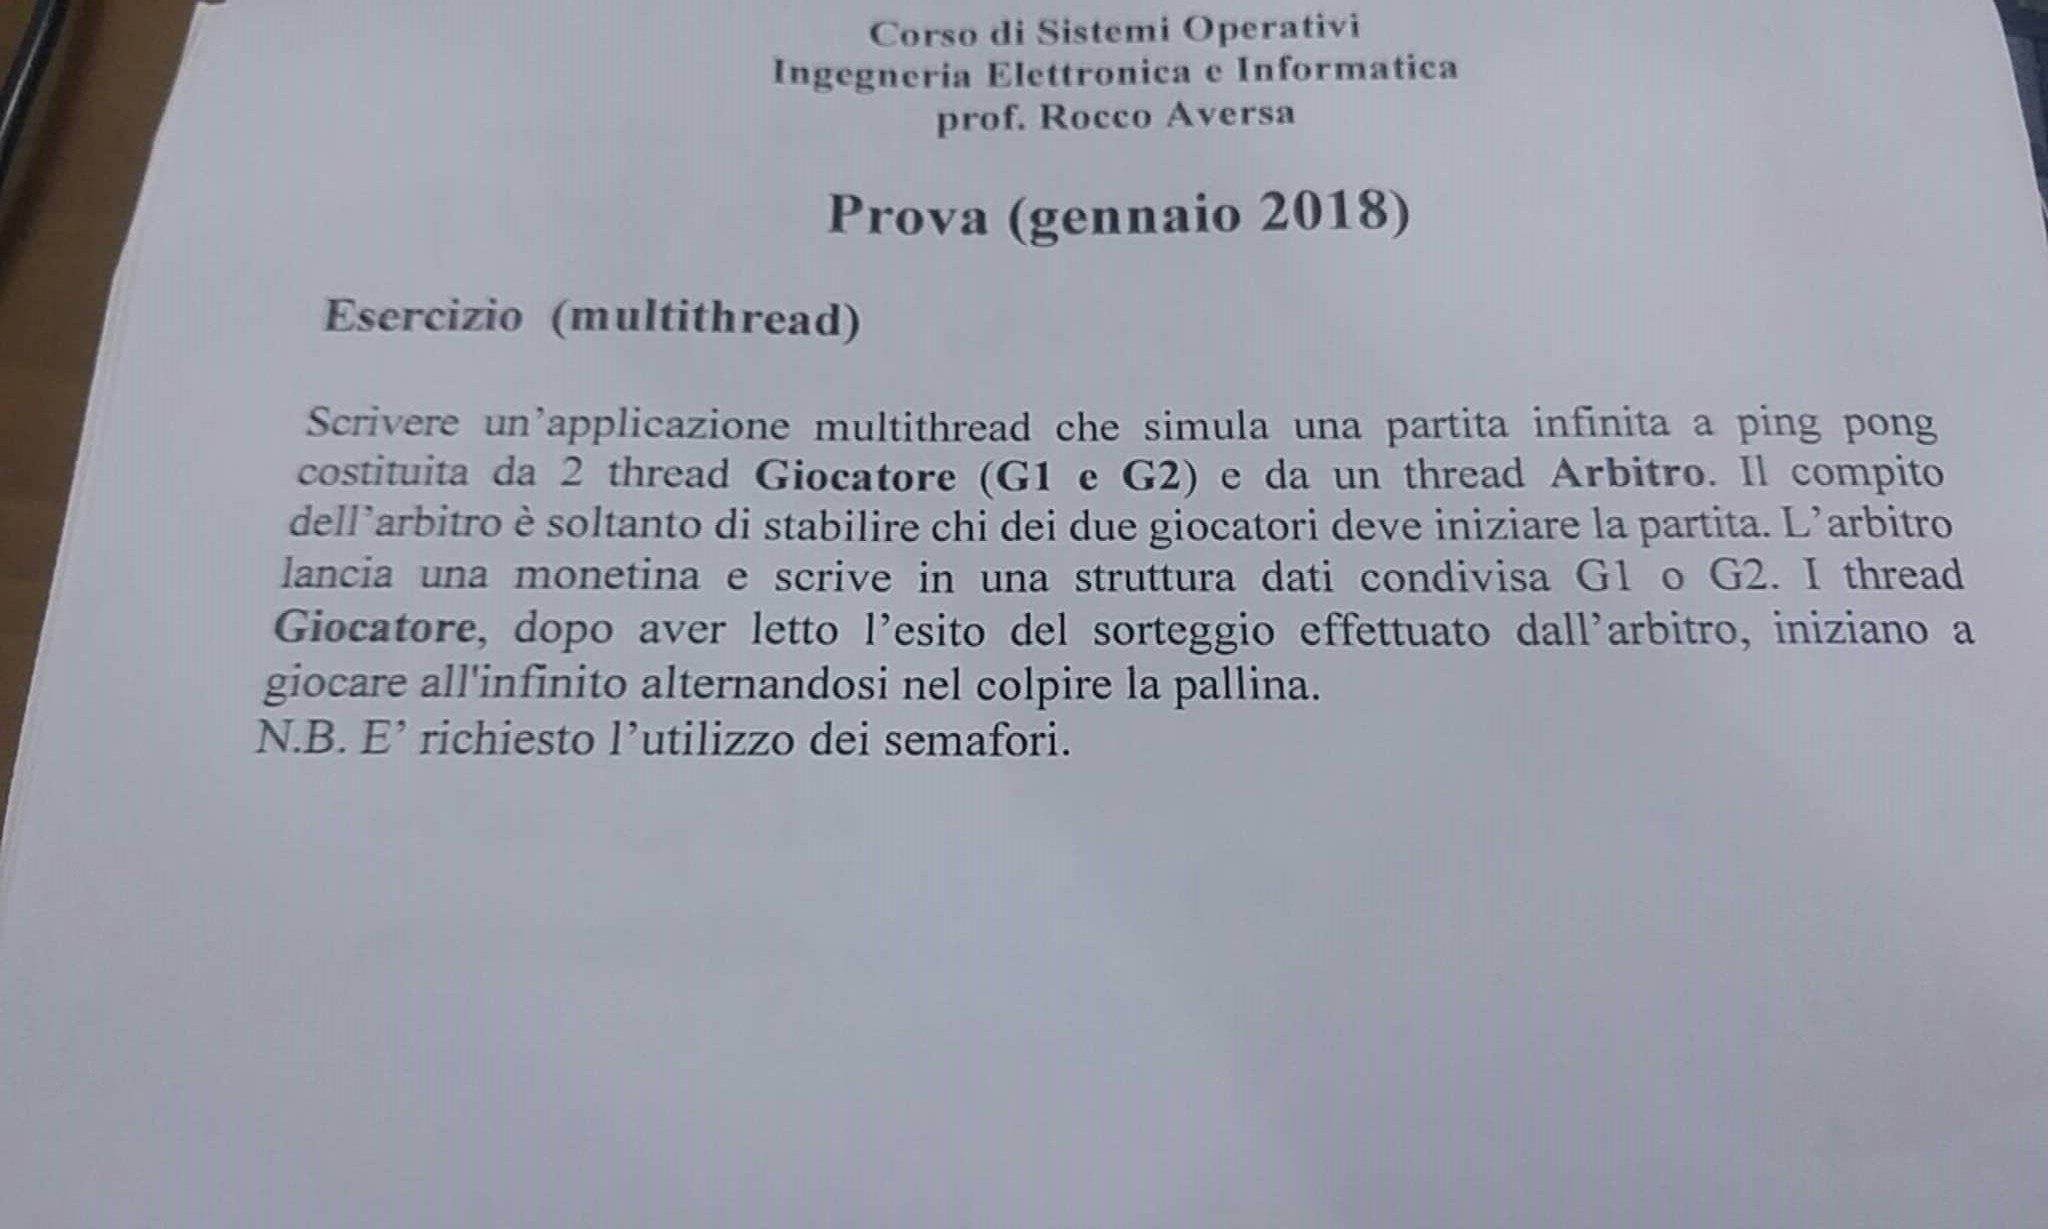 Corso di Sistemi Operativi
Ingegneria Elettronica e Informatica
prof. Rocco Aversa
Prova (gennaio 2018)
Esercizio (multithread)
Scrivere un'applicazione multithread che simula una partita infinita a ping pong
costituita da 2 thread Giocatore (G1 e G2) e da un thread Arbitro. Il compito
dell'arbitro è soltanto di stabilire chi dei due giocatori deve iniziare la partita. L'arbitro
lancia una monetina e scrive in una struttura dati condivisa G1 o G2. I thread
Giocatore, dopo aver letto l'esito del sorteggio effettuato dall'arbitro, iniziano a
giocare all'infinito alternandosi nel colpire la pallina.
N.B. E' richiesto l'utilizzo dei semafori.